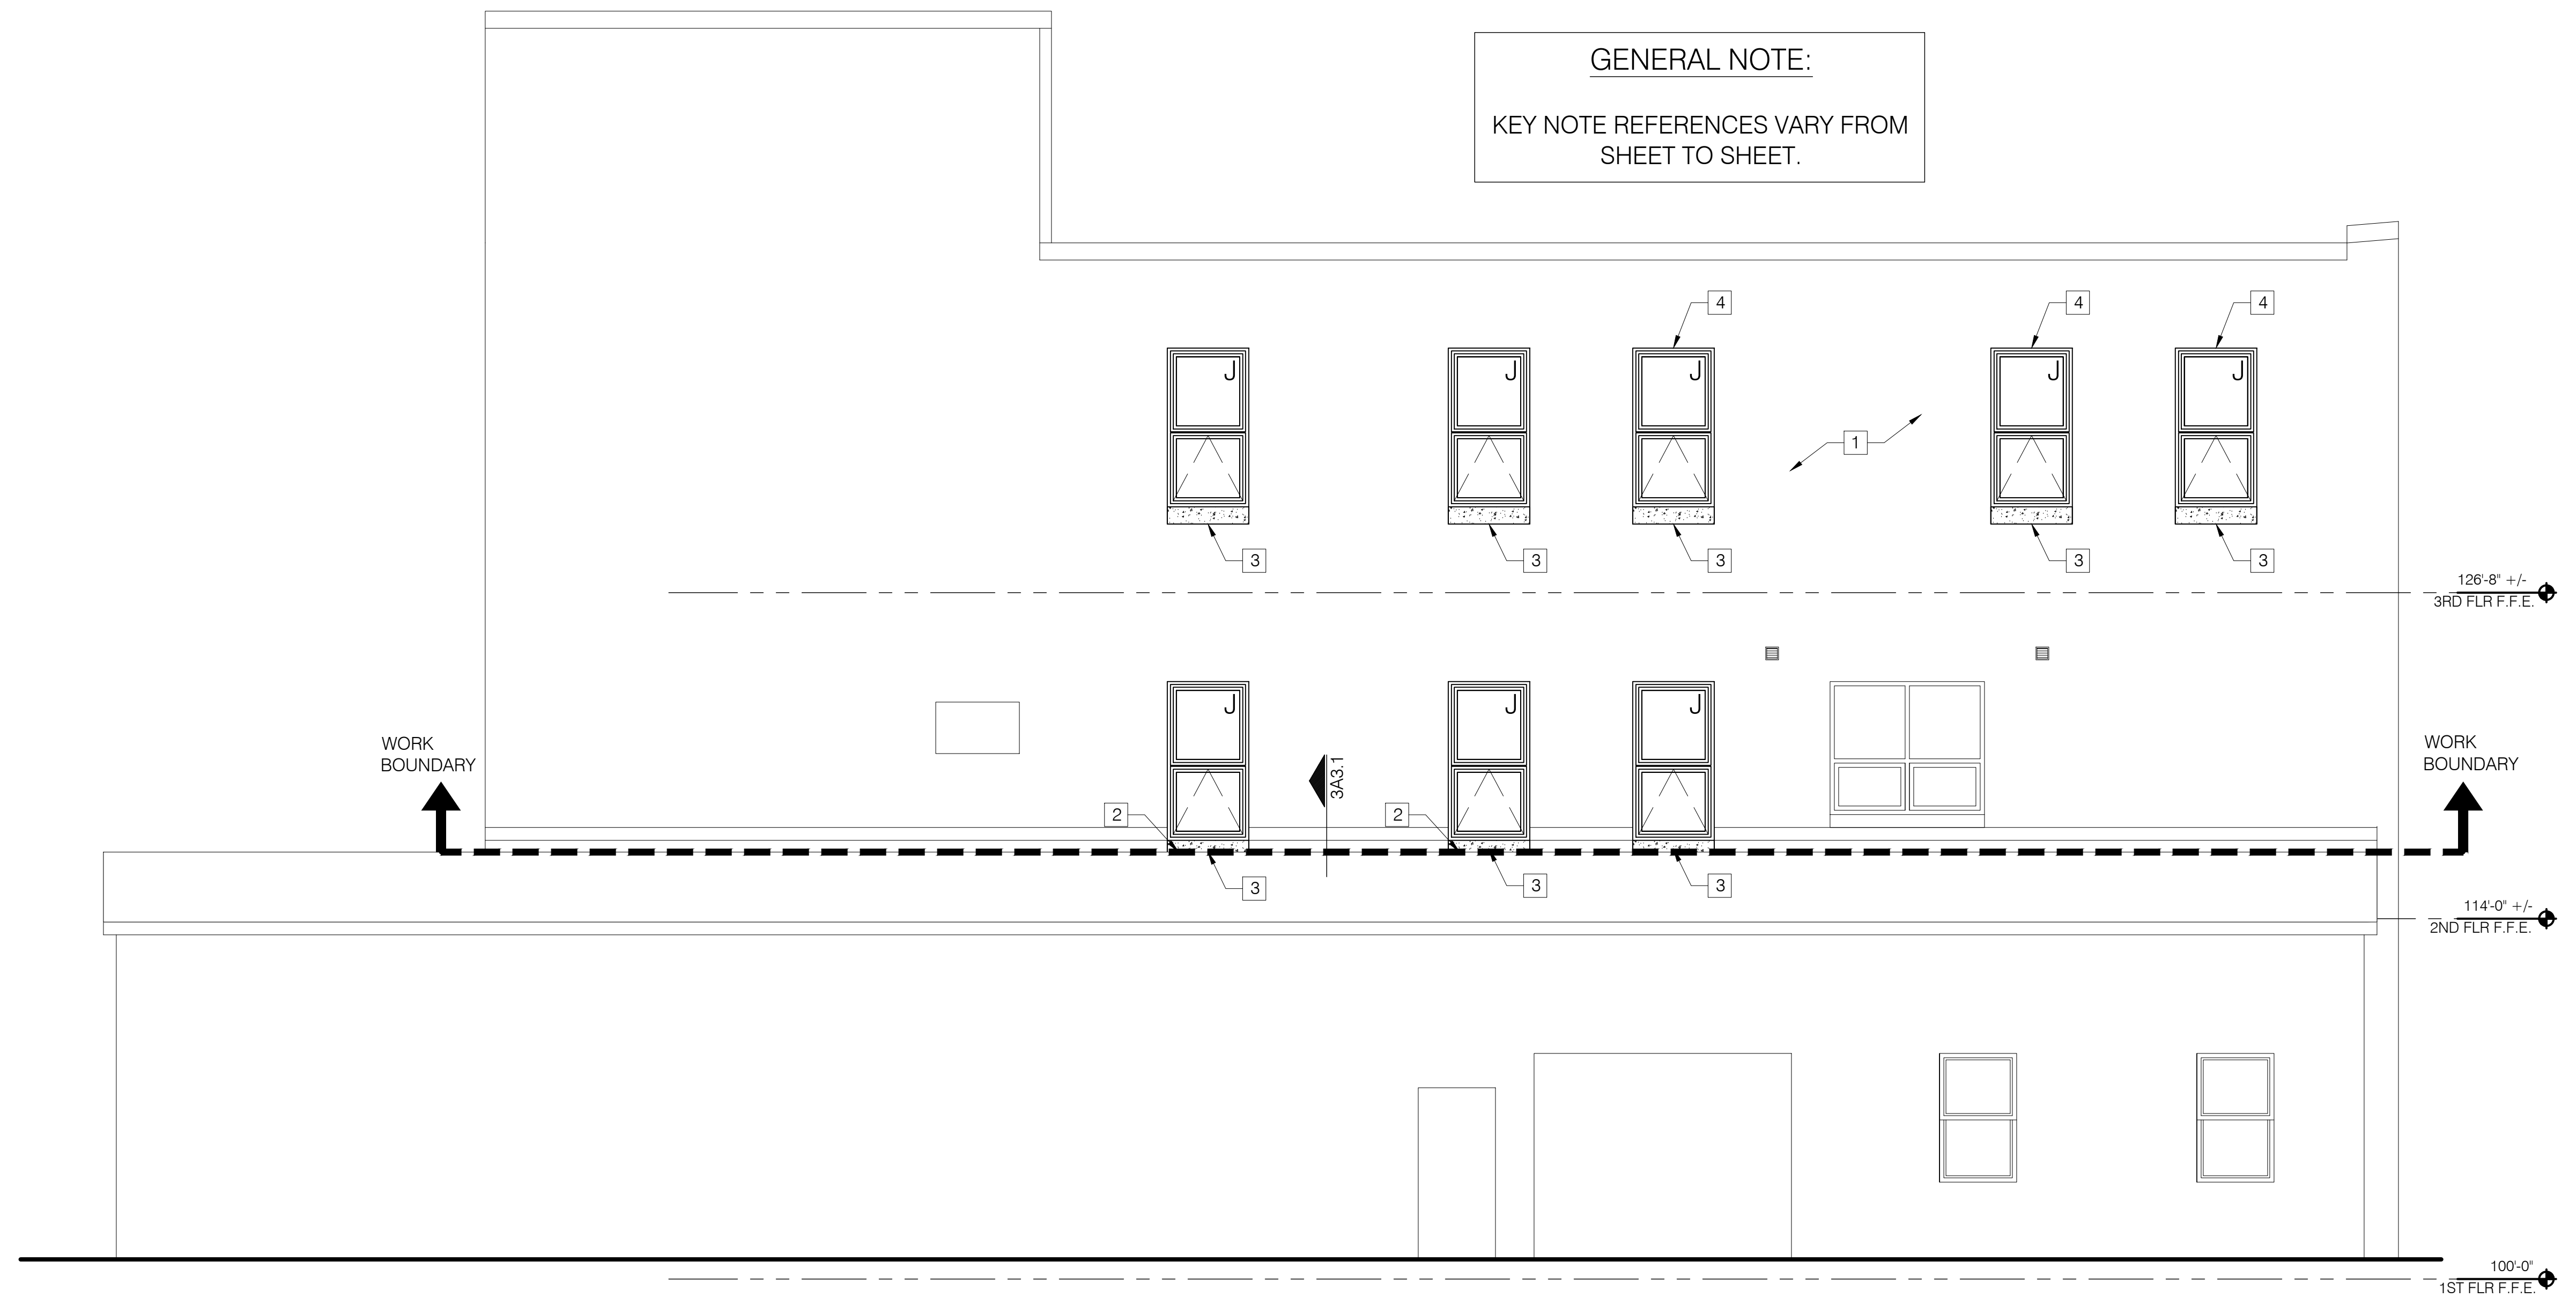 GENERAL NOTE:
KEY NOTE REFERENCES VARY FROM
SHEET TO SHEET.
4
4
4
J
J
J
J
J
1
3
3
3
3
3
126'-8" +/-
3RD FLR F.F.E.
J
J
J
WORK
BOUNDARY
3A3.1
WORK
BOUNDARY
2
2
3
3
3
114'-0" +/-
2ND FLR F.F.E.
100'-0"
1ST FLR F.F.E.